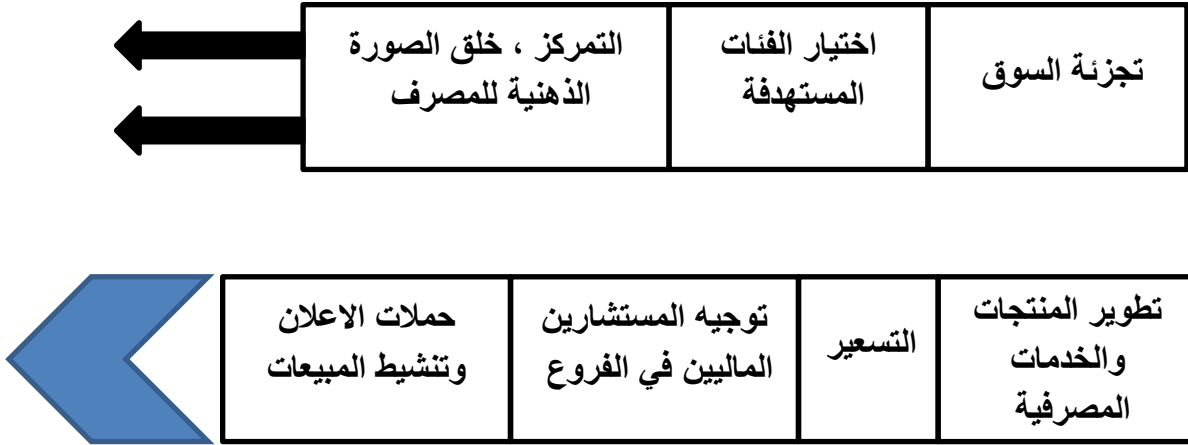 تجزئة السوق
اختيار الفئات
المستهدفة
التمركز ، خلق الصورة
الذهنية للمصرف
تطوير المنتجات
والخدمات
المصرفية
التسعير
توجيه المستشارين
الماليين في الفروع
حملات الاعلان
وتنشيط المبيعات